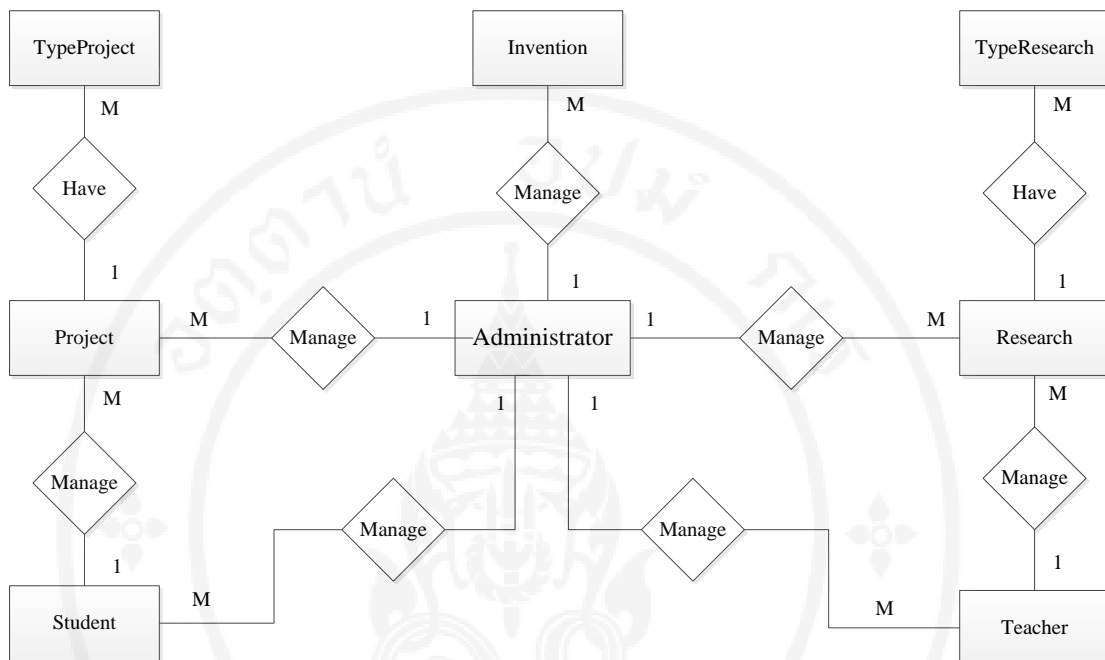 TypeProject
Invention
TypeResearch
M
M
M
Have
Manage
Have
1
1
1
Project
M
Manage
1
Administrator
1
Manage
M
Research
M
1
1
M
Manage
Manage
Manage
Manage
1
1
Student
M
M
Teacher